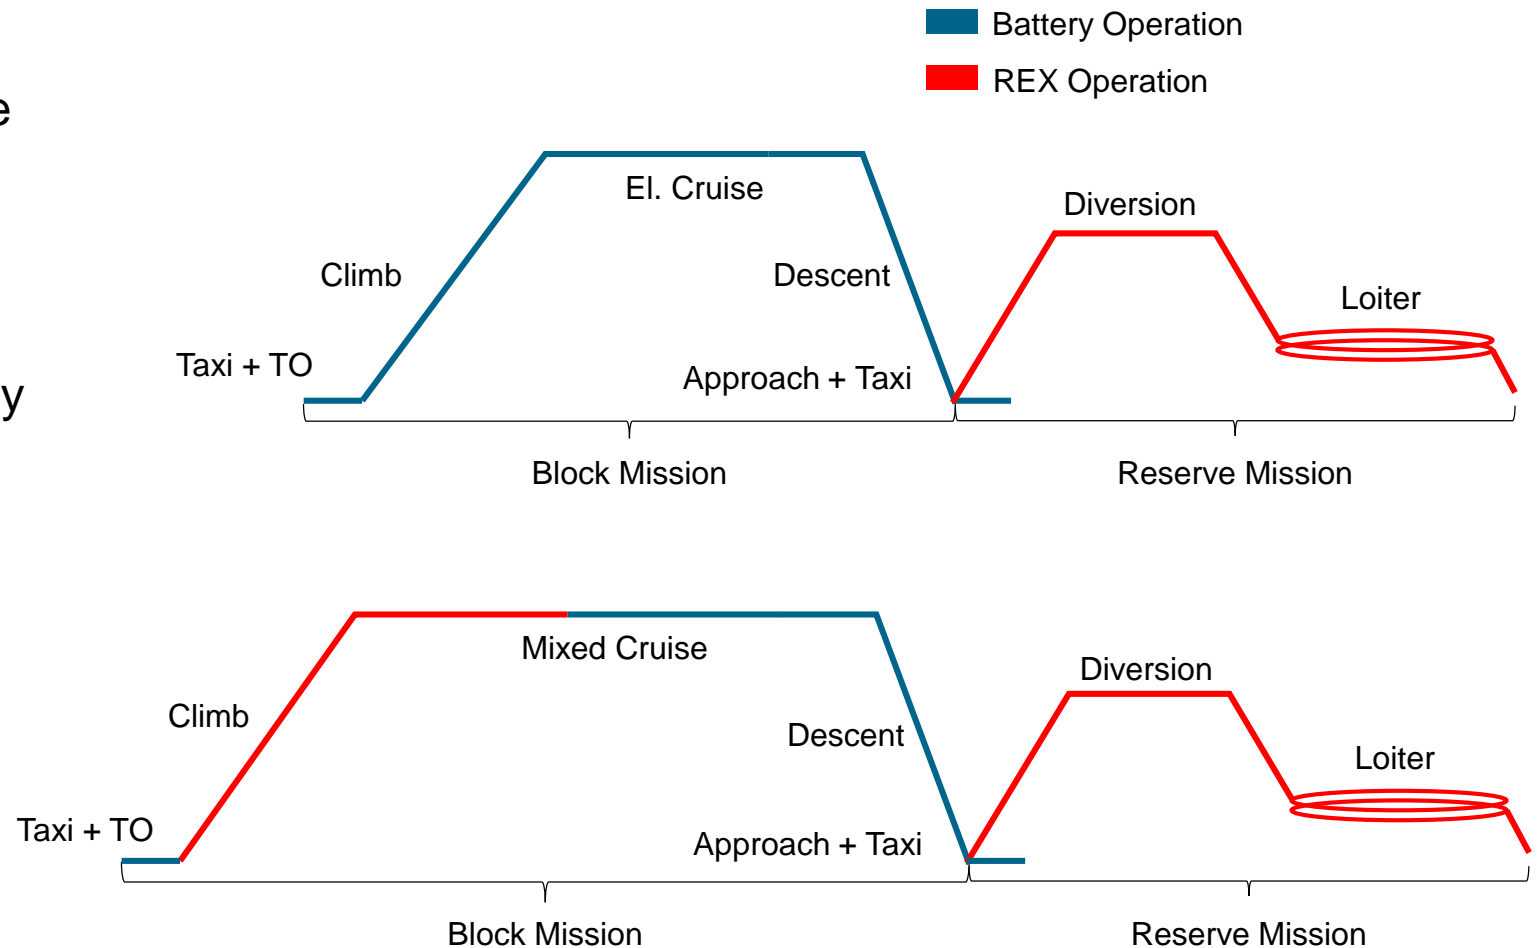 Battery Operation
REX Operation
e
El. Cruise
Diversion
Climb
Descent
Loiter
Taxi + TO
Approach + Taxi
y
Block Mission
Reserve Mission
Mixed Cruise
Diversion
Climb
Descent
Loiter
Taxi + TO
Approach + Taxi
Block Mission
Reserve Mission